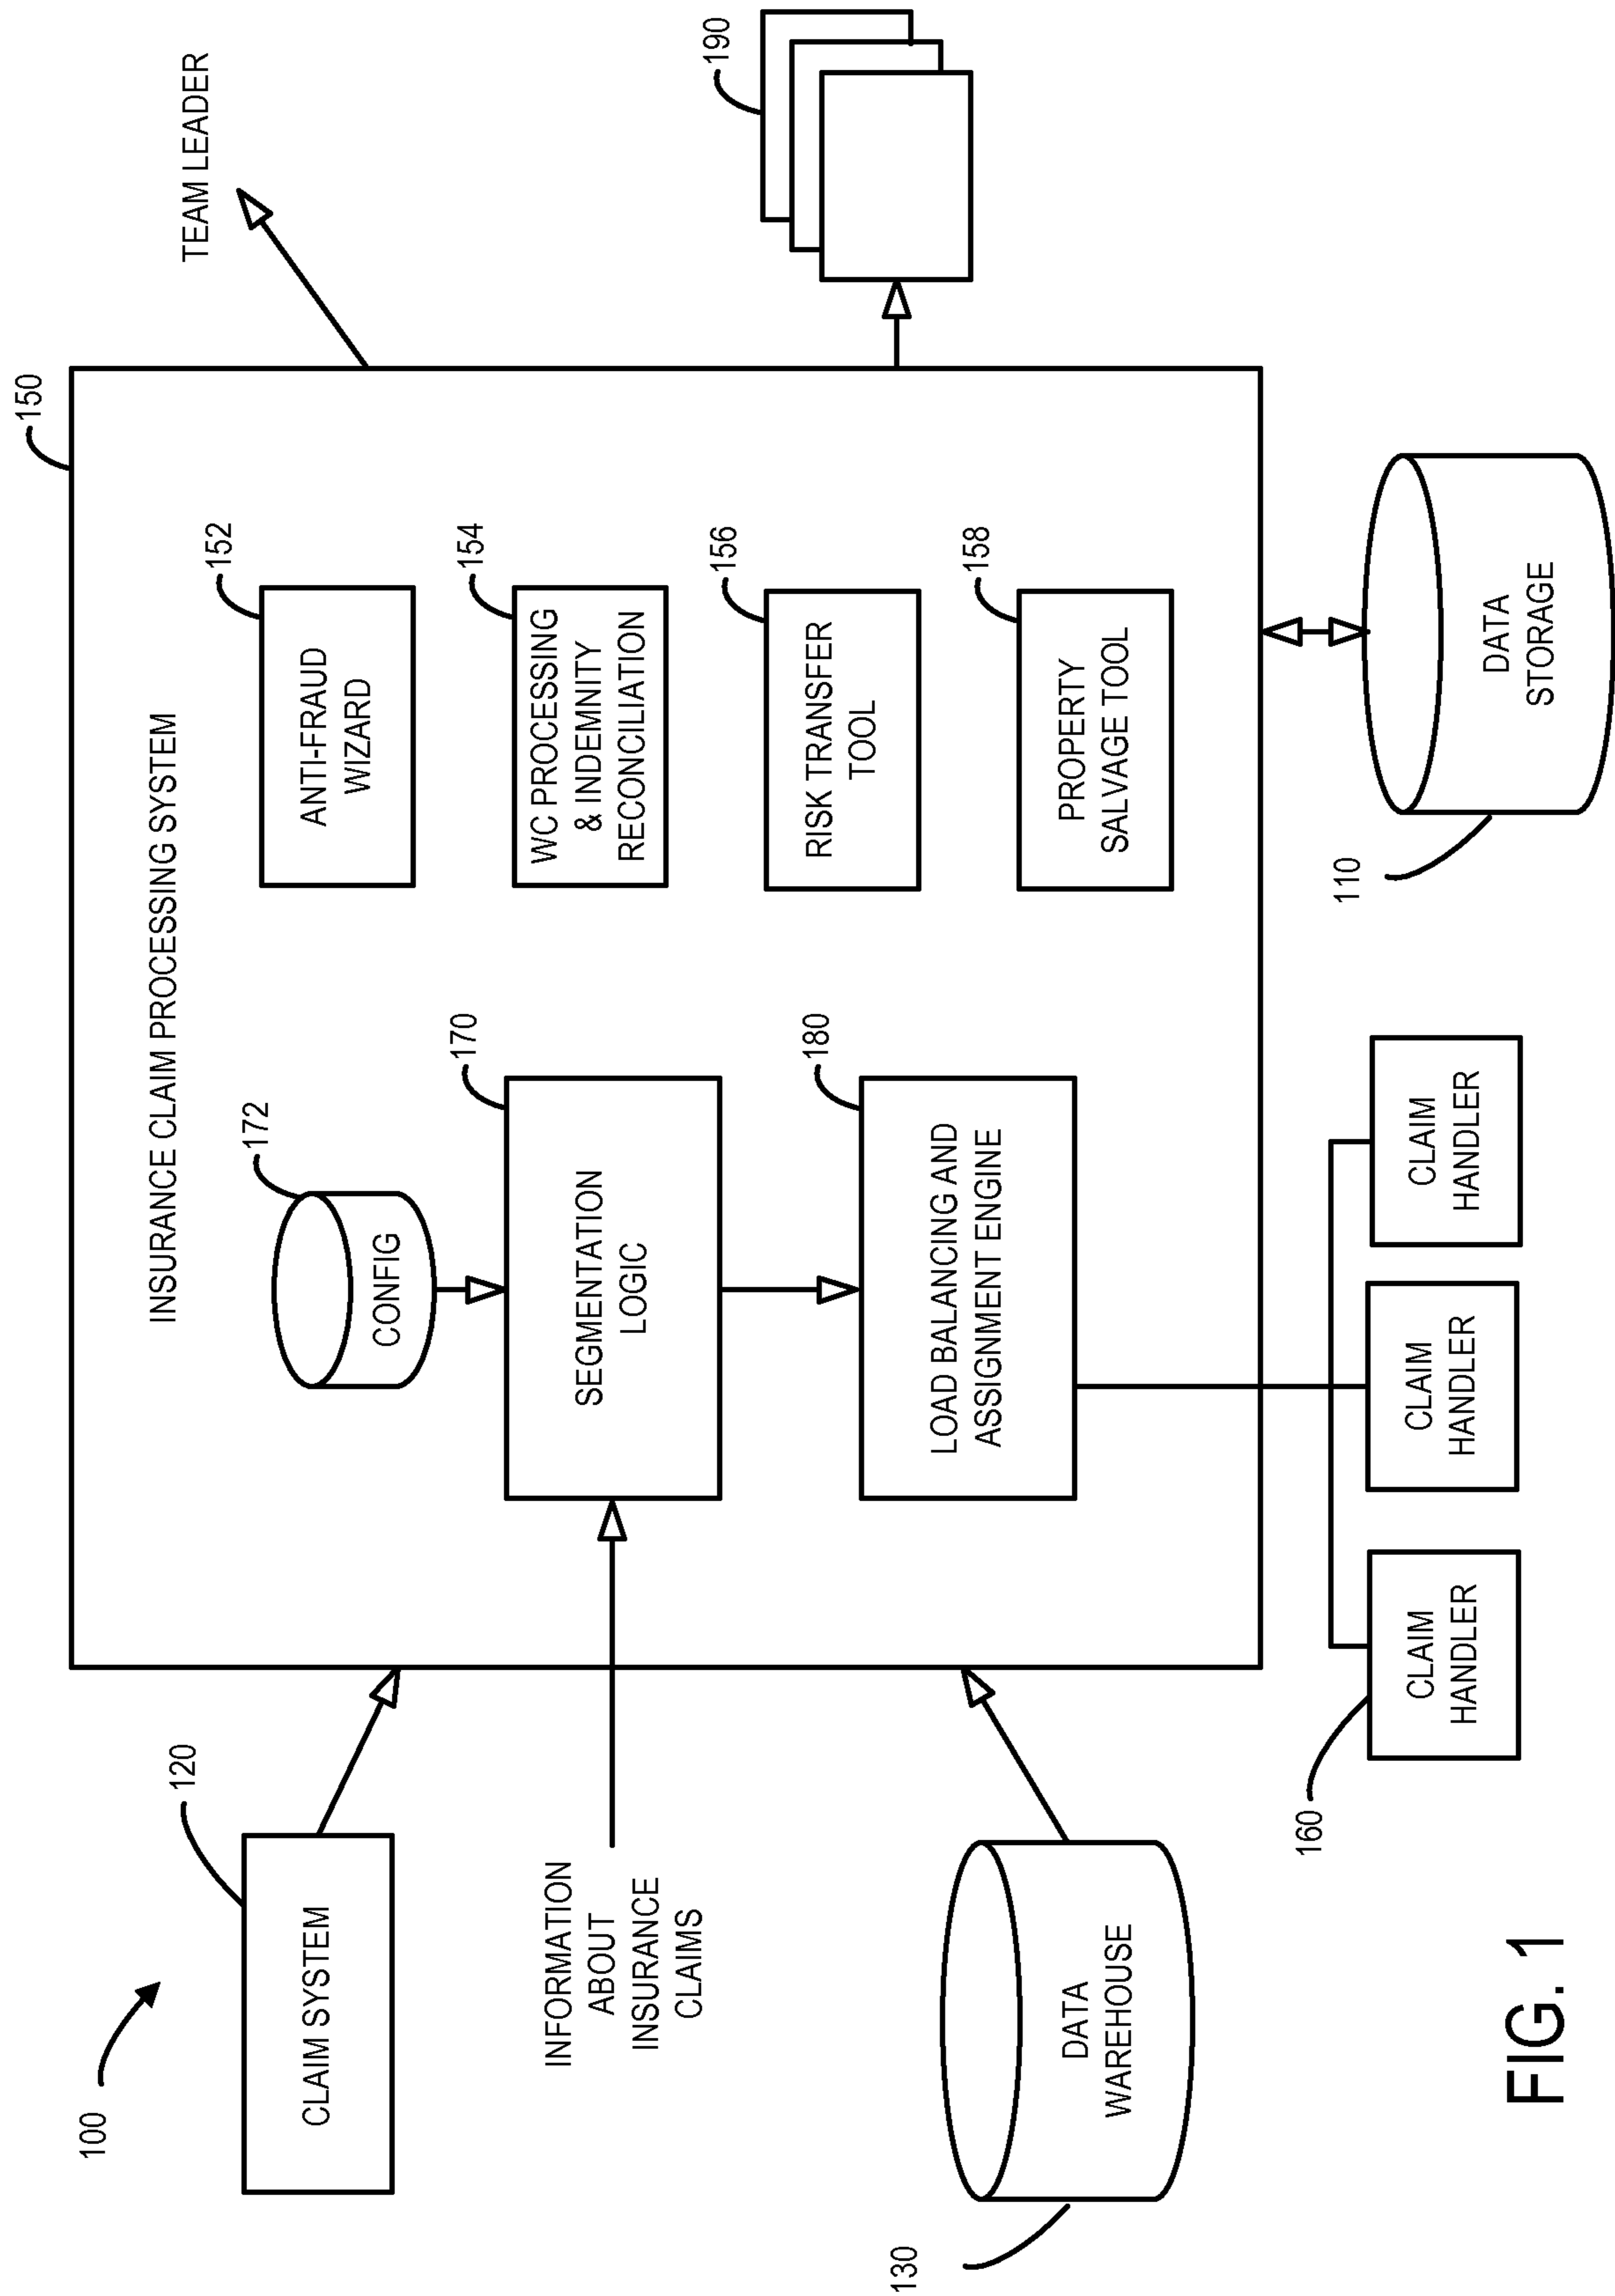 100
120
CLAIM SYSTEM
INFORMATION
ABOUT
INSURANCE
CLAIMS
130
DATA
WAREHOUSE
150
INSURANCE CLAIM PROCESSING SYSTEM
172
CONFIG
170
SEGMENTATION
LOGIC
180
LOAD BALANCING AND
ASSIGNMENT ENGINE
152
ANTI-FRAUD
WIZARD
154
WC PROCESSING
& INDEMNITY
RECONCILIATION
156
RISK TRANSFER
TOOL
158
PROPERTY
SALVAGE TOOL
TEAM LEADER
190
160
CLAIM
HANDLER
CLAIM
HANDLER
CLAIM
HANDLER
110
DATA
STORAGE
FIG. 1